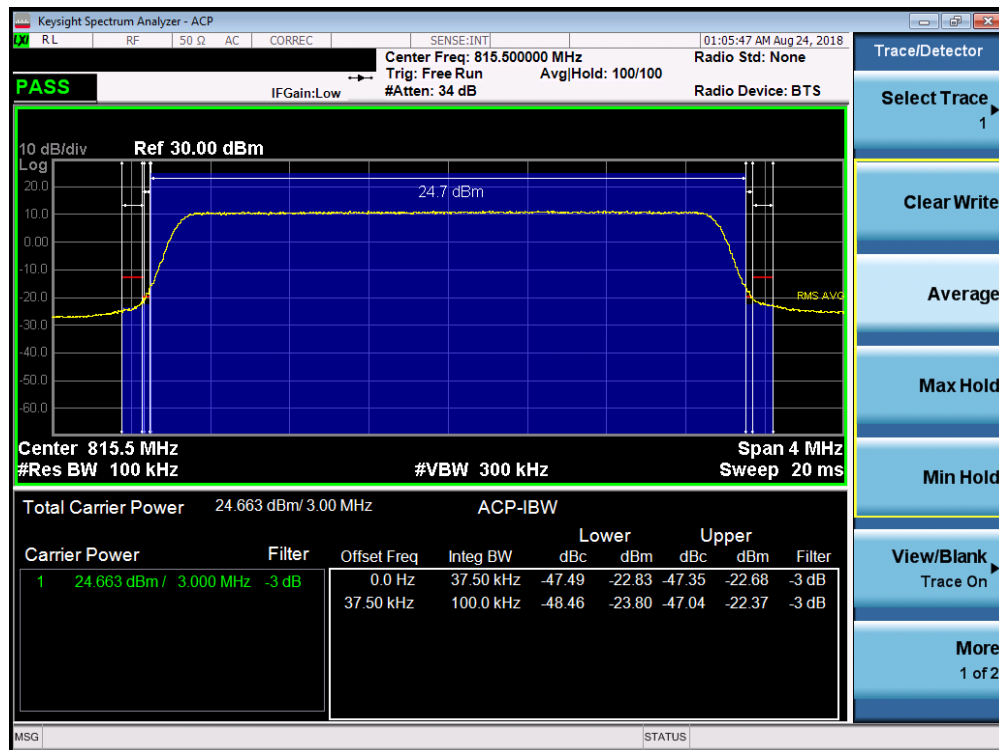 Keysight Spectrum Analyzer - ACP
LXI RL RF 50 Ω AC CORREC SENSE:INT 01:05:47 AM Aug 24, 2018
Center Freq: 815.500000 MHz Radio Std: None
Trig: Free Run Avg|Hold: 100/100
PASS IFGain:Low #Atten: 34 dB Radio Device: BTS
10 dB/div Ref 30.00 dBm
Log
20.0
10.0
0.00
-10.0
-20.0
-30.0
-40.0
-50.0
-60.0
24.7 dBm
RMS AVG
Center 815.5 MHz Span 4 MHz
#Res BW 100 kHz #VBW 300 kHz Sweep 20 ms
Total Carrier Power 24.663 dBm/ 3.00 MHz ACP-IBW
Lower Upper
Carrier Power Filter Offset Freq Integ BW dBc dBm dBc dBm Filter
1 24.663 dBm / 3.000 MHz -3 dB 0.0 Hz 37.50 kHz -47.49 -22.83 -47.35 -22.68 -3 dB
37.50 kHz 100.0 kHz -48.46 -23.80 -47.04 -22.37 -3 dB
MSG STATUS
Trace/Detector
Select Trace
1
Clear Write
Average
Max Hold
Min Hold
View/Blank
Trace On
More
1 of 2